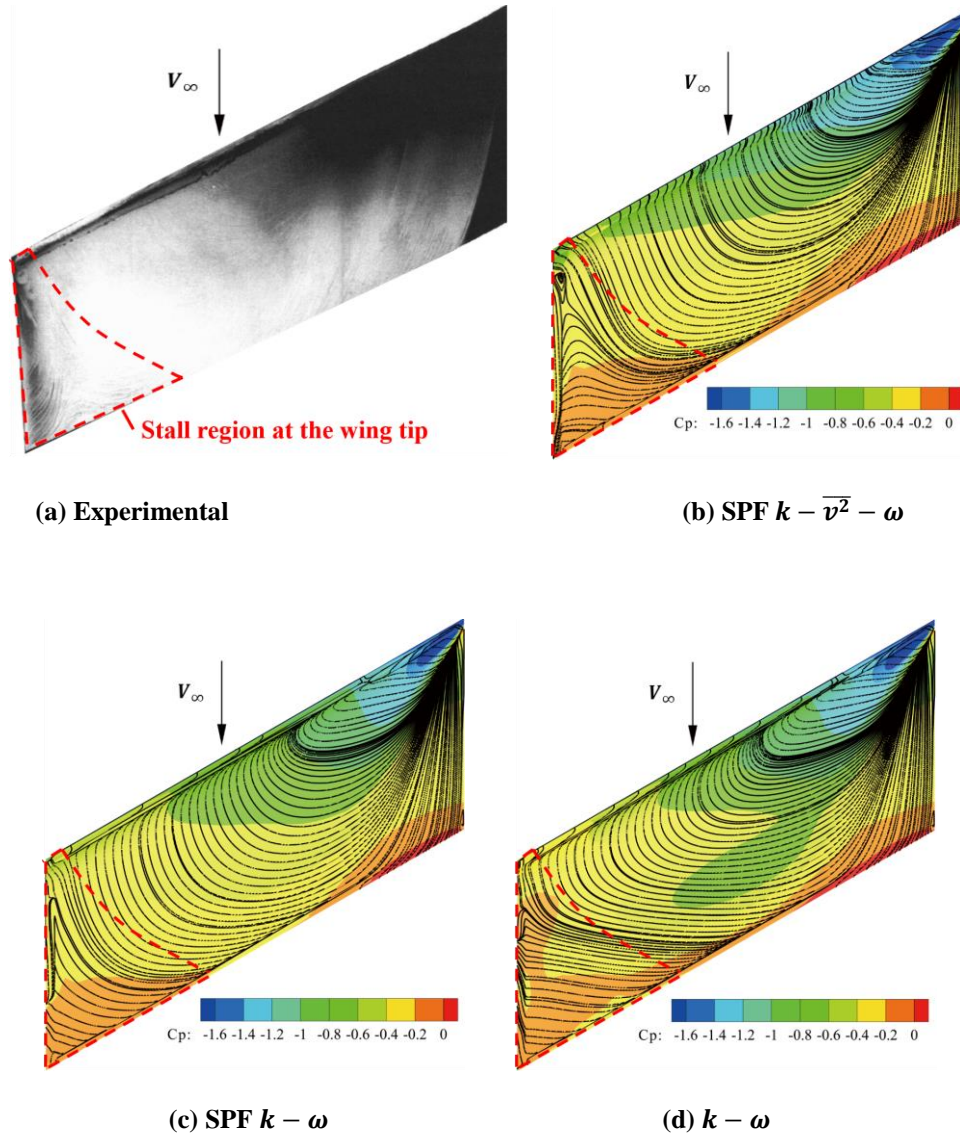 V∞
V∞
Stall region at the wing tip
Cp: -1.6 -1.4 -1.2 -1 -0.8 -0.6 -0.4 -0.2 0
(a) Experimental
(b) SPF k − v² − ω
V∞
V∞
Cp: -1.6 -1.4 -1.2 -1 -0.8 -0.6 -0.4 -0.2 0
Cp: -1.6 -1.4 -1.2 -1 -0.8 -0.6 -0.4 -0.2 0
(c) SPF k − ω
(d) k − ω